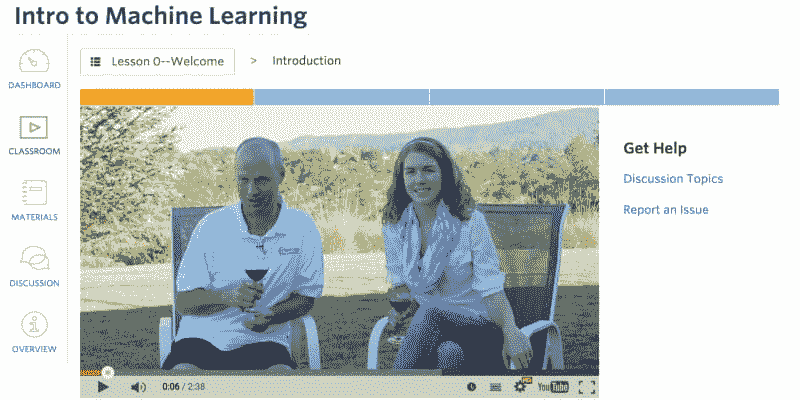 Intro to Machine Learning
Lesson 0--Welcome > Introduction
DASHBOARD
CLASSROOM
MATERIALS
DISCUSSION
OVERVIEW
Get Help
Discussion Topics
Report an Issue
0:06 / 2:38
HD
YouTube